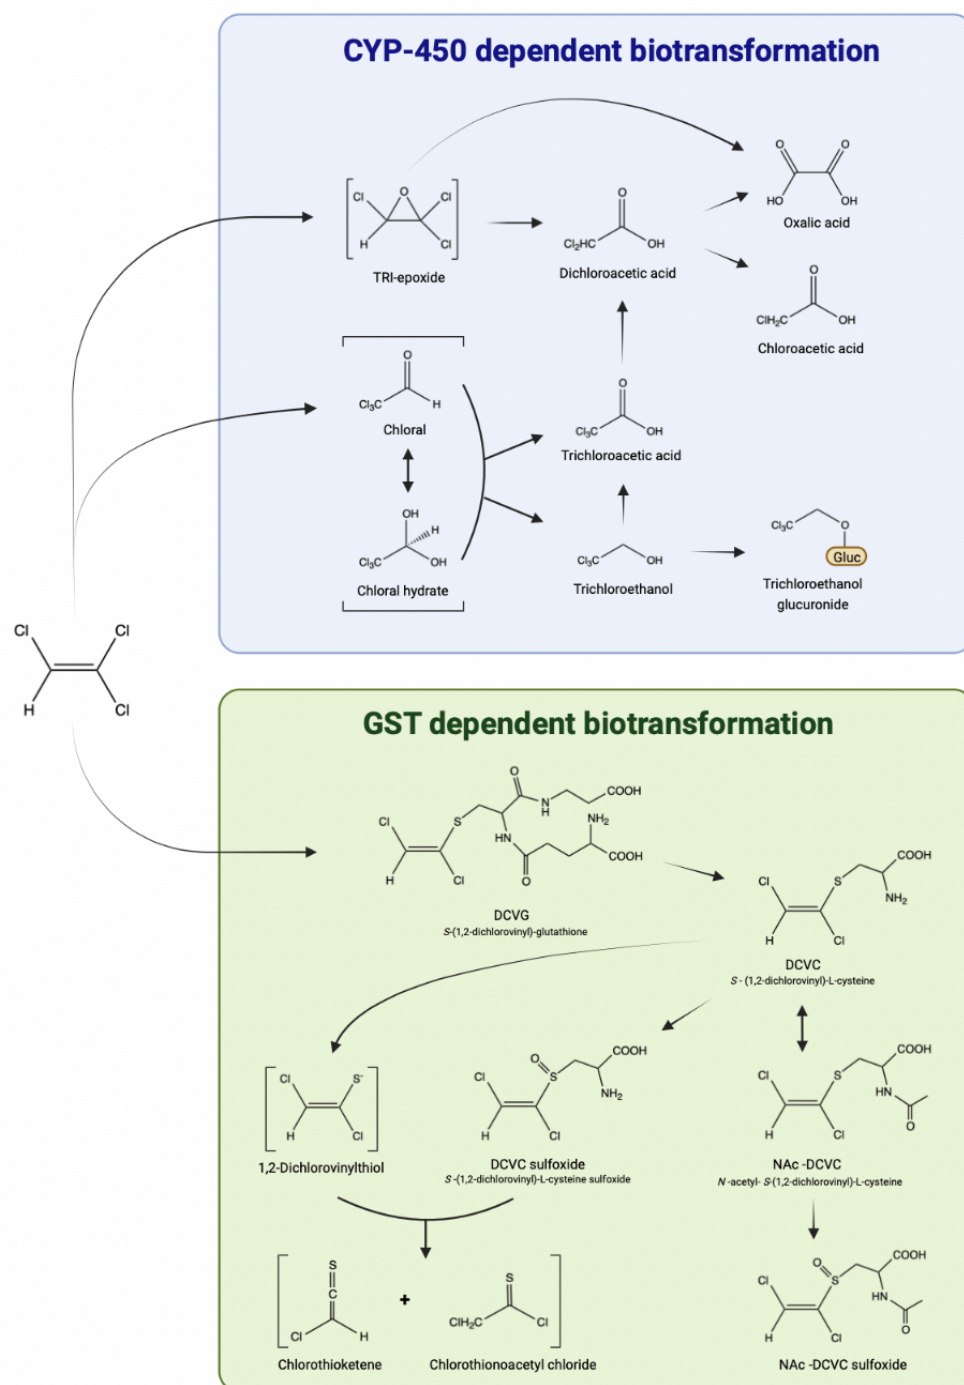 CYP-450 dependent biotransformation
Cl O Cl
H Cl
TRI-epoxide
O
Cl₂HC OH
Dichloroacetic acid
O O
HO OH
Oxalic acid
O
ClH₂C OH
Chloroacetic acid
O
Cl₃C H
Chloral
O
Cl₃C OH
Trichloroacetic acid
OH
H
Cl₃C OH
Chloral hydrate
Cl₃C OH
Trichloroethanol
Cl₃C O
Gluc
Trichloroethanol
glucuronide
Cl Cl
H Cl
GST dependent biotransformation
O
N COOH
H
Cl S HN NH₂
COOH
H Cl O
DCVG
S-(1,2-dichlorovinyl)-glutathione
COOH
Cl S NH₂
H Cl
DCVC
S - (1,2-dichlorovinyl)-L-cysteine
Cl S⁻
H Cl
1,2-Dichlorovinylthiol
O COOH
Cl S NH₂
H Cl
DCVC sulfoxide
S -(1,2-dichlorovinyl)-L-cysteine sulfoxide
COOH
Cl S HN
H Cl O
NAc -DCVC
N -acetyl- S-(1,2-dichlorovinyl)-L-cysteine
S
C
Cl H
Chlorothioketene
+
S
ClH₂C Cl
Chlorothionoacetyl chloride
O COOH
Cl S HN
H Cl O
NAc -DCVC sulfoxide